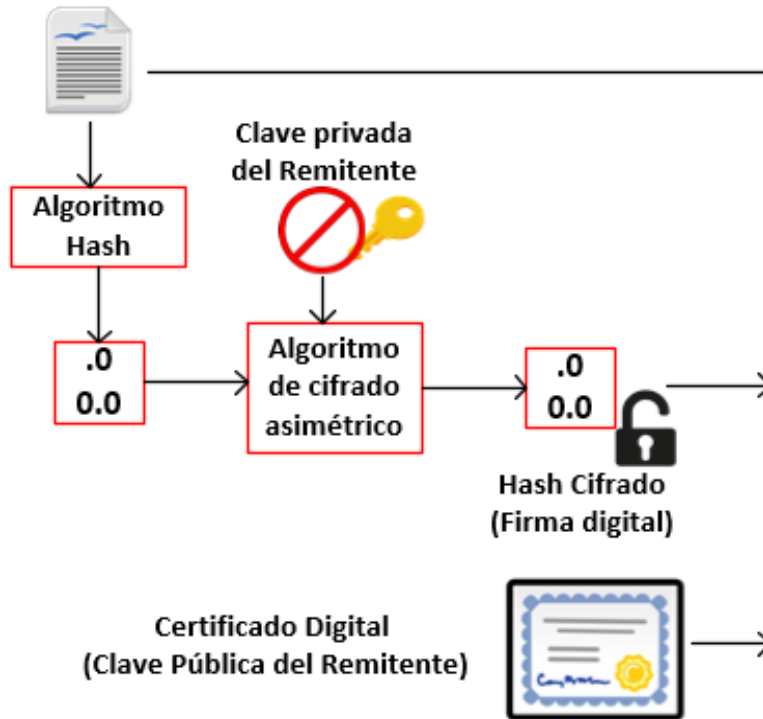 Clave privada
del Remitente
Algoritmo
Hash
.0
0.0
Algoritmo
de cifrado
asimétrico
.0
0.0
Hash Cifrado
(Firma digital)
Certificado Digital
(Clave Pública del Remitente)